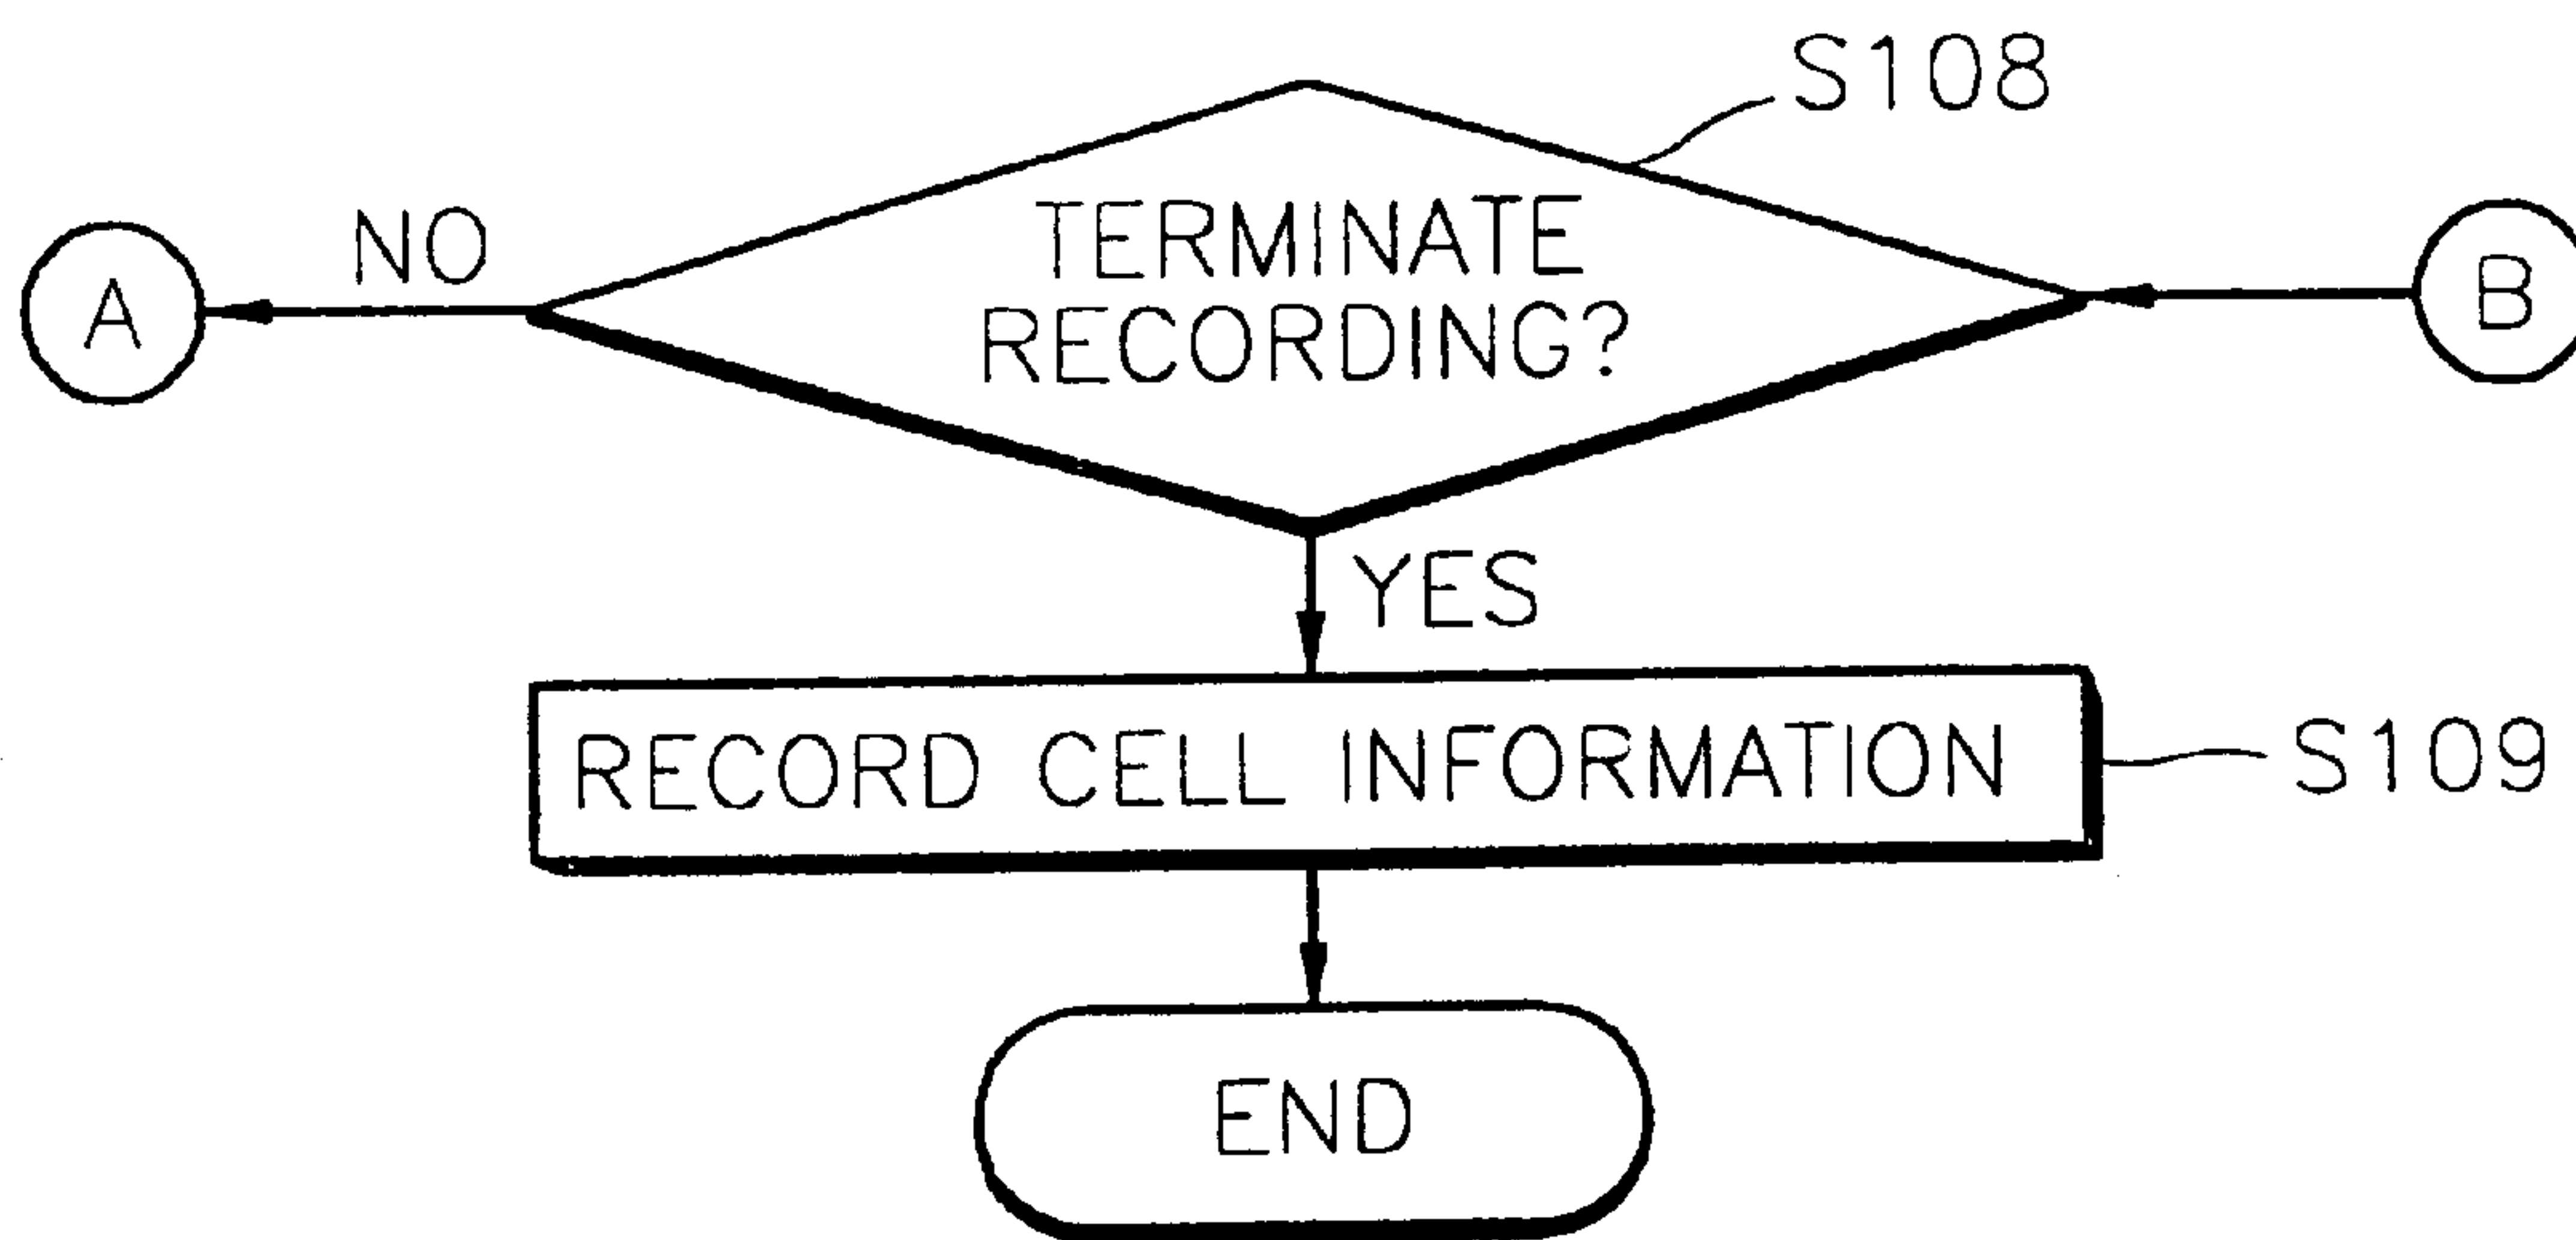 S108
NO
TERMINATE
RECORDING?
A
B
YES
RECORD CELL INFORMATION
S109
END